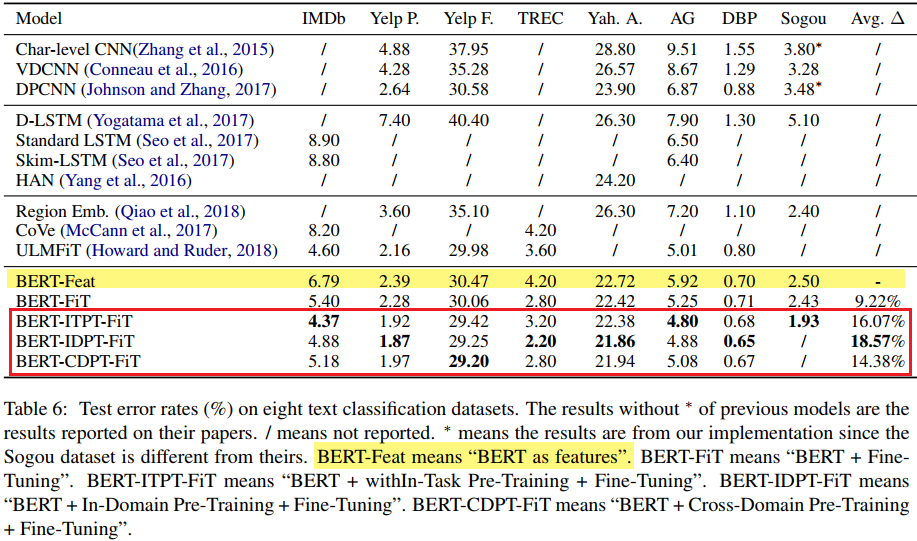 Model IMDb Yelp P. Yelp F. TREC Yah. A. AG DBP Sogou Avg. Δ
Char-level CNN(Zhang et al., 2015) / 4.88 37.95 / 28.80 9.51 1.55 3.80* /
VDCNN (Conneau et al., 2016) / 4.28 35.28 / 26.57 8.67 1.29 3.28 /
DPCNN (Johnson and Zhang, 2017) / 2.64 30.58 / 23.90 6.87 0.88 3.48* /
D-LSTM (Yogatama et al., 2017) / 7.40 40.40 / 26.30 7.90 1.30 5.10 /
Standard LSTM (Seo et al., 2017) 8.90 / / / / 6.50 / / /
Skim-LSTM (Seo et al., 2017) 8.80 / / / / 6.40 / / /
HAN (Yang et al., 2016) / / / / 24.20 / / / /
Region Emb. (Qiao et al., 2018) / 3.60 35.10 / 26.30 7.20 1.10 2.40 /
CoVe (McCann et al., 2017) 8.20 / / 4.20 / / / / /
ULMFiT (Howard and Ruder, 2018) 4.60 2.16 29.98 3.60 / 5.01 0.80 / /
BERT-Feat 6.79 2.39 30.47 4.20 22.72 5.92 0.70 2.50 -
BERT-FiT 5.40 2.28 30.06 2.80 22.42 5.25 0.71 2.43 9.22%
BERT-ITPT-FiT 4.37 1.92 29.42 3.20 22.38 4.80 0.68 1.93 16.07%
BERT-IDPT-FiT 4.88 1.87 29.25 2.20 21.86 4.88 0.65 / 18.57%
BERT-CDPT-FiT 5.18 1.97 29.20 2.80 21.94 5.08 0.67 / 14.38%
Table 6: Test error rates (%) on eight text classification datasets. The results without * of previous models are the
results reported on their papers. / means not reported. * means the results are from our implementation since the
Sogou dataset is different from theirs. BERT-Feat means “BERT as features”. BERT-FiT means “BERT + Fine-
Tuning”. BERT-ITPT-FiT means “BERT + withIn-Task Pre-Training + Fine-Tuning”. BERT-IDPT-FiT means
“BERT + In-Domain Pre-Training + Fine-Tuning”. BERT-CDPT-FiT means “BERT + Cross-Domain Pre-Training
+ Fine-Tuning”.